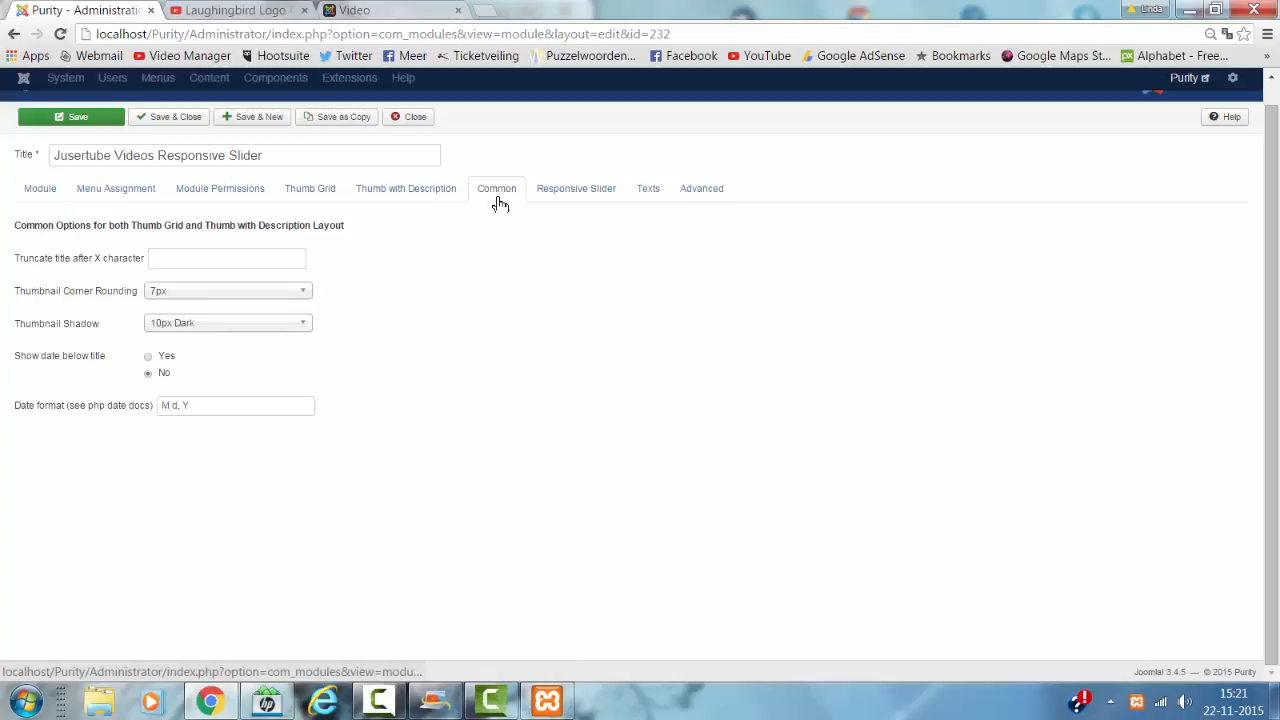 Purity - Administratio
Laughingbird Logo
Video
Linda
localhost/Purity/Administrator/index.php?option=com_modules&view=module&layout=edit&id=232
Apps
Webmail
Video Manager
Hootsuite
Twitter
Meer
Ticketveiling
Puzzelwoorden...
Facebook
YouTube
Google AdSense
Bookmarks
Google Maps St...
Alphabet - Free...
System
Users
Menus
Content
Components
Extensions
Help
Purity
Save
Save & Close
Save & New
Save as Copy
Close
Help
Title *
Jusertube Videos Responsive Slider
Module
Menu Assignment
Module Permissions
Thumb Grid
Thumb with Description
Common
Responsive Slider
Texts
Advanced
Common Options for both Thumb Grid and Thumb with Description Layout
Truncate title after X character
Thumbnail Corner Rounding
7px
Thumbnail Shadow
10px Dark
Show date below title
Yes
No
Date format (see php date docs)
M d, Y
localhost/Purity/Administrator/index.php?option=com_modules&view=modu...
Joomla! 3.4.5 — © 2015 Purity
15:21
22-11-2015